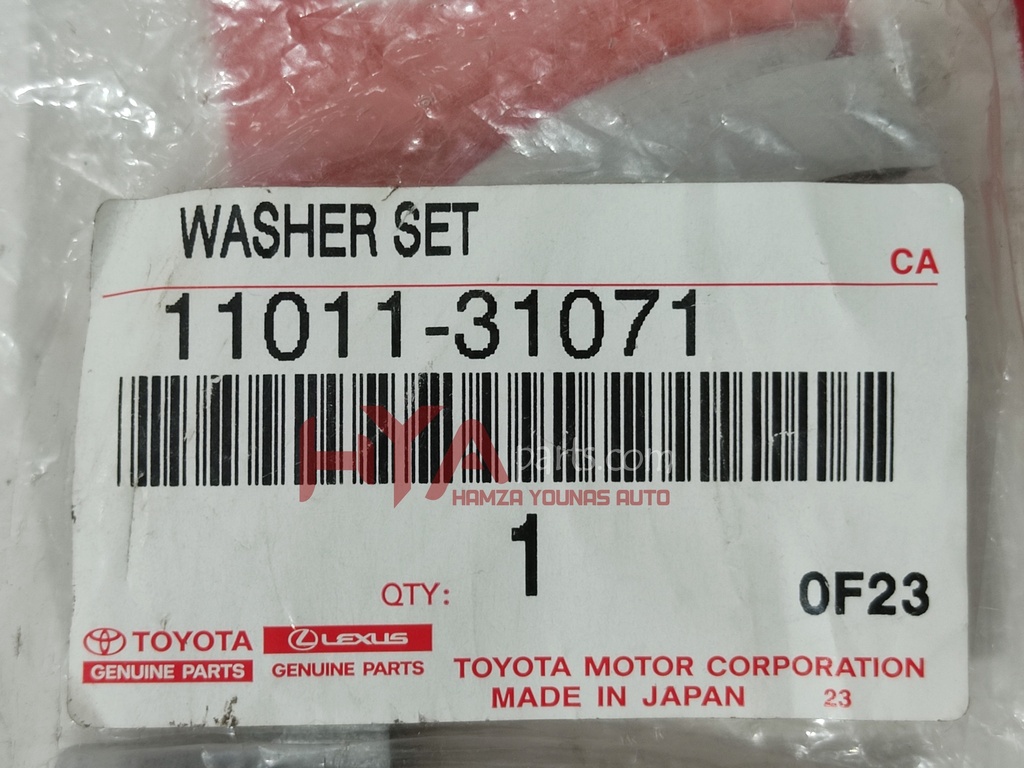 WASHER SET
CA
11011-31071
HYA parts.com
HAMZA YOUNAS AUTO
1
QTY:
0F23
TOYOTA LEXUS
GENUINE PARTS GENUINE PARTS
TOYOTA MOTOR CORPORATION
MADE IN JAPAN 23